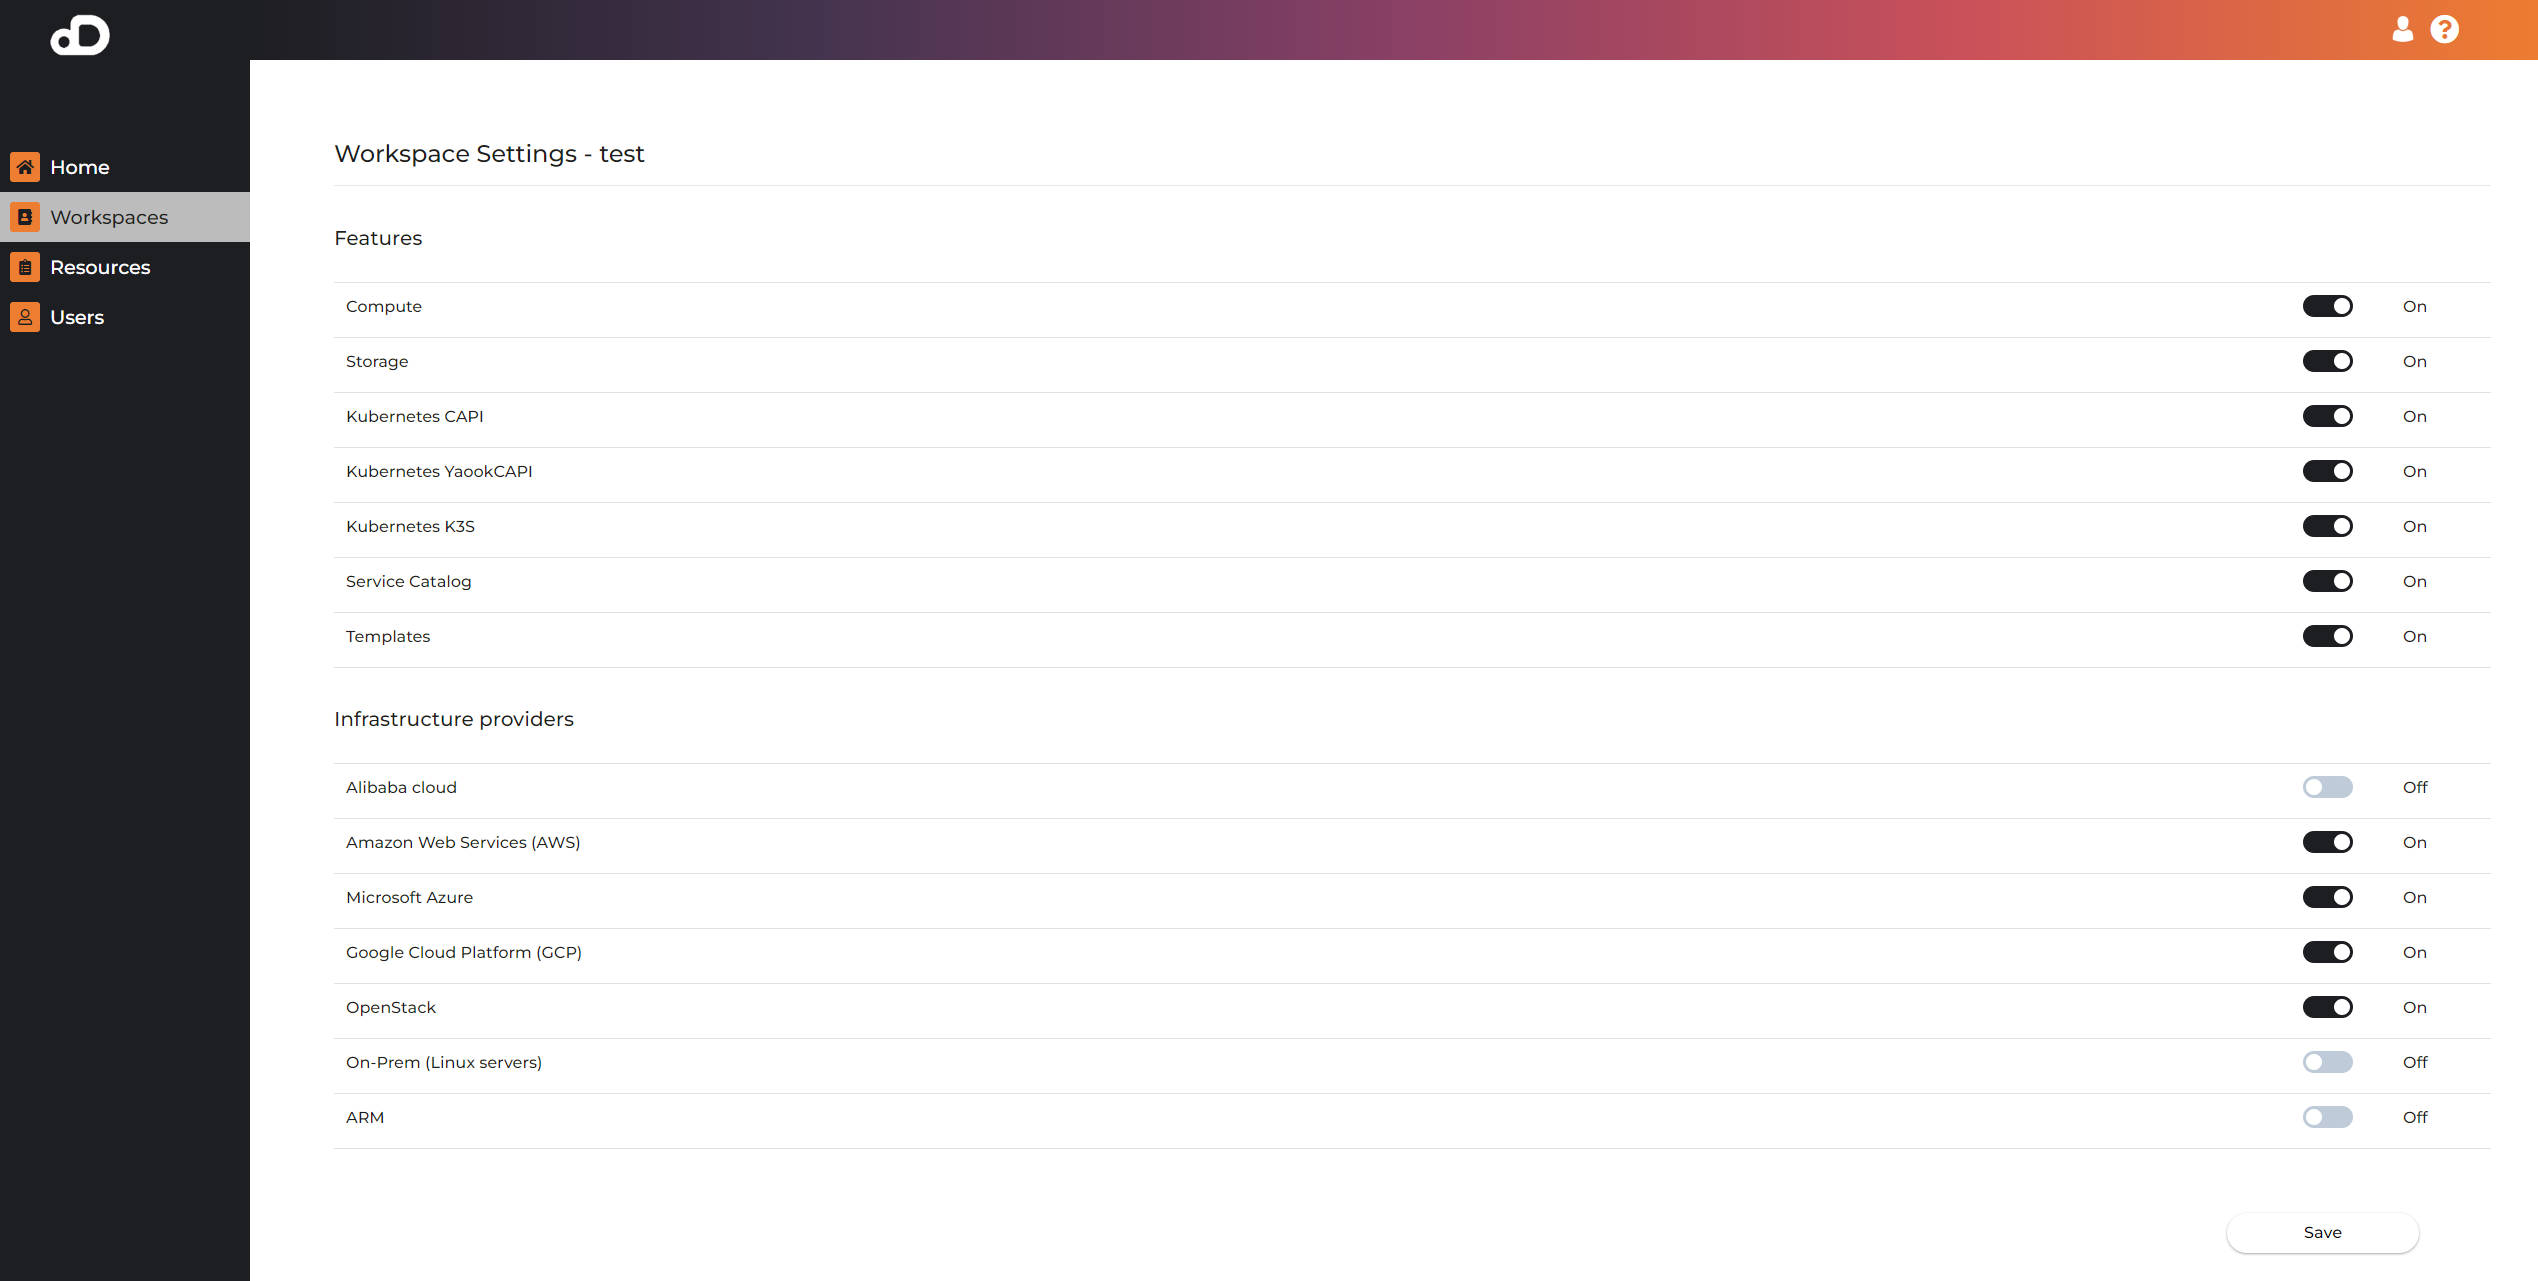 Home
Workspaces
Resources
Users
Workspace Settings - test
Features
Compute On
Storage On
Kubernetes CAPI On
Kubernetes YaookCAPI On
Kubernetes K3S On
Service Catalog On
Templates On
Infrastructure providers
Alibaba cloud Off
Amazon Web Services (AWS) On
Microsoft Azure On
Google Cloud Platform (GCP) On
OpenStack On
On-Prem (Linux servers) Off
ARM Off
Save